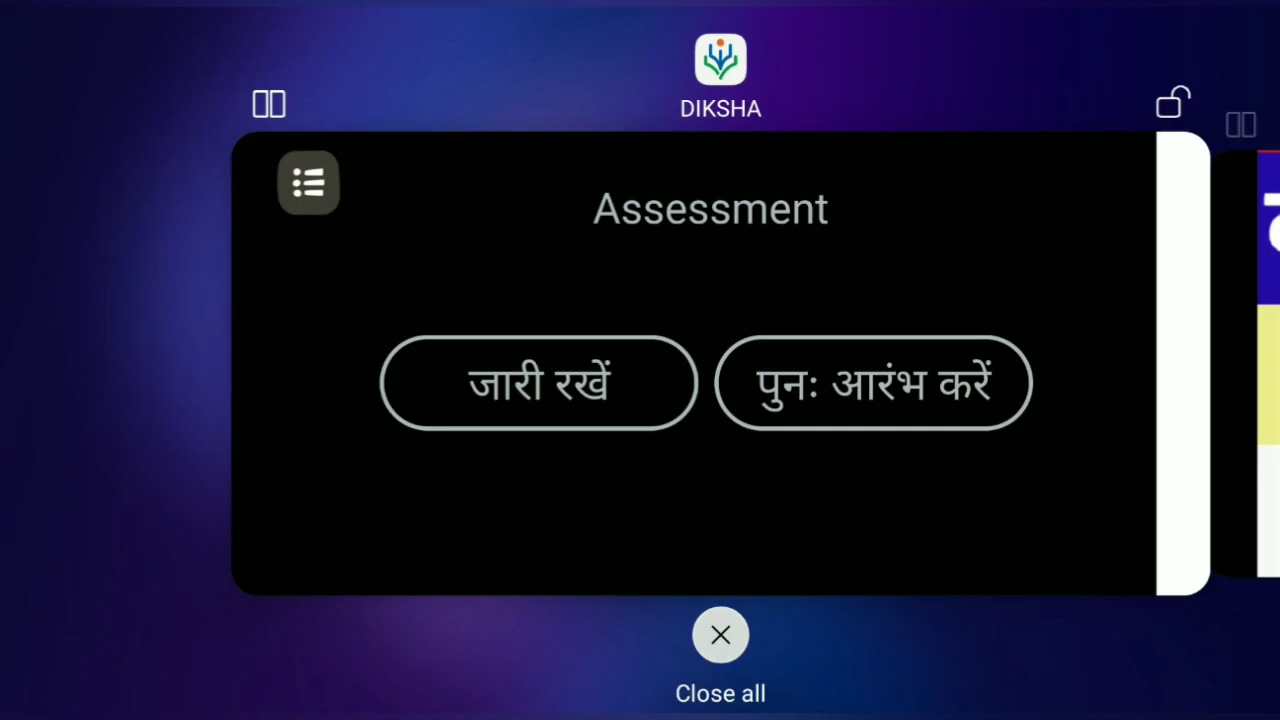 DIKSHA
Assessment
जारी रखें
पुनः आरंभ करें
Close all